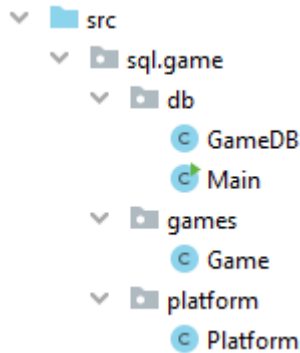 src
sql.game
db
C GameDB
C Main
games
C Game
platform
C Platform